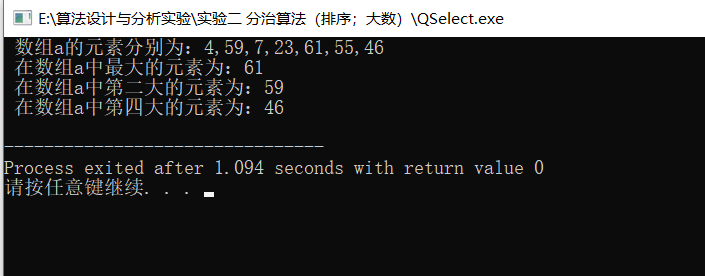 E:\算法设计与分析实验\实验二 分治算法（排序；大数）\QSelect.exe
数组a的元素分别为：4,59,7,23,61,55,46
在数组a中最大的元素为：61
在数组a中第二大的元素为：59
在数组a中第四大的元素为：46
--------------------------------
Process exited after 1.094 seconds with return value 0
请按任意键继续. . .